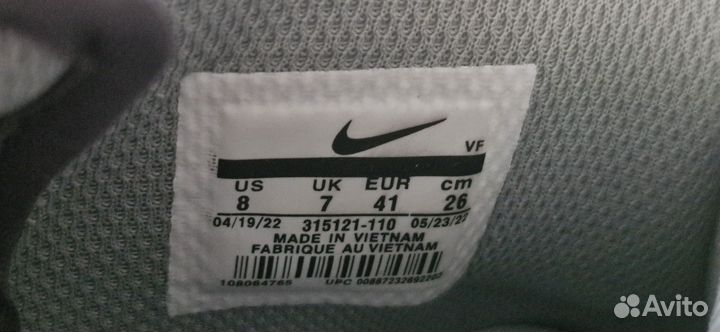 VF
US UK EUR cm
8 7 41 26
04/19/22 315121-110 05/23/22
MADE IN VIETNAM
FABRIQUE AU VIETNAM
108064765 UPC
Avito